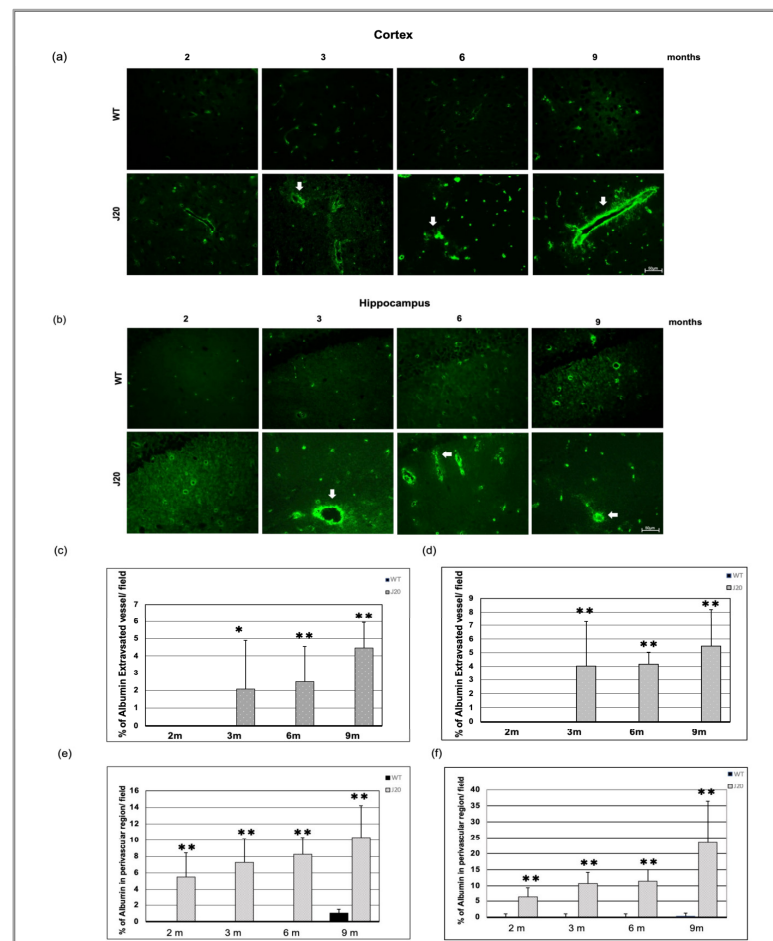 Cortex
(a)
2 3 6 9 months
WT
J20
50μm
Hippocampus
(b)
2 3 6 9 months
WT
J20
50μm
(c)
WT
J20
% of Albumin Extravsated vessel/ field
7
6
5
4
3
2
1
0
* ** **
2m 3m 6m 9m
(d)
WT
J20
% of Albumin Extravsated vessel/ field
9
8
7
6
5
4
3
2
1
0
** ** **
2m 3m 6m 9m
(e)
WT
J20
% of Albumin in perivascuar region/ field
16
14
12
10
8
6
4
2
0
** ** ** **
2 m 3 m 6 m 9m
(f)
WT
J20
% of Albumin in perivascular region/ field
40
35
30
25
20
15
10
5
0
** ** ** **
2 m 3 m 6 m 9m